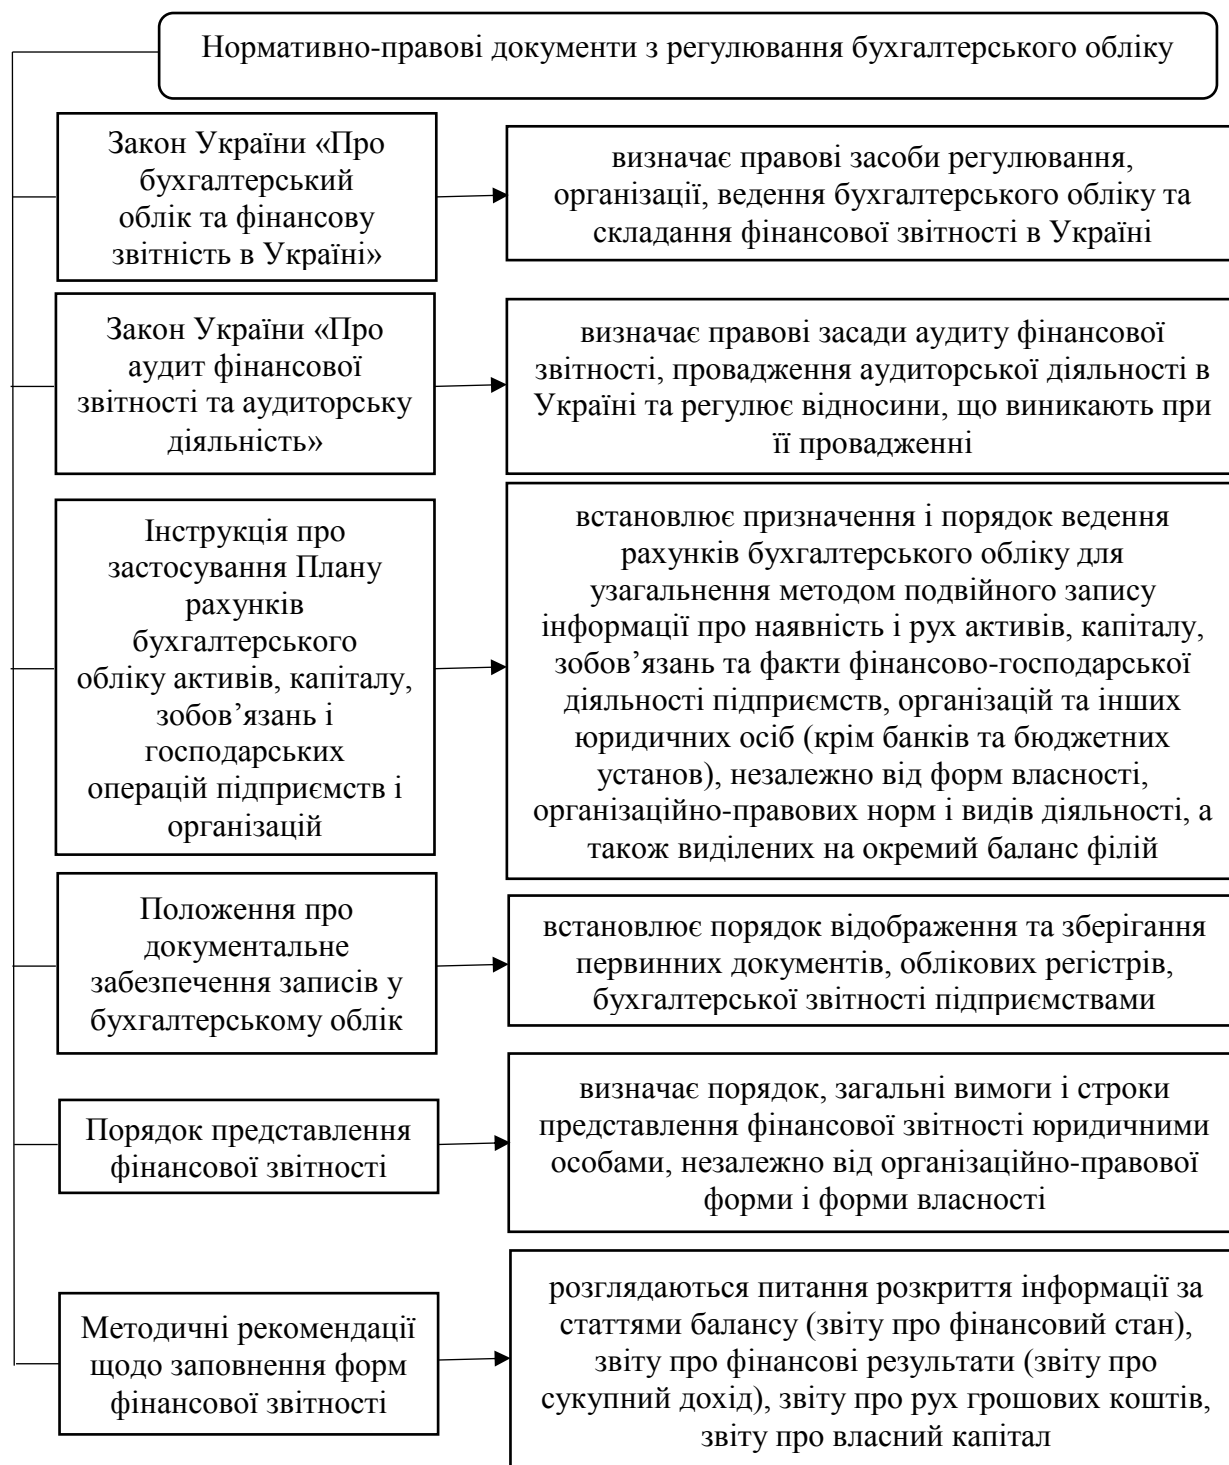 Нормативно-правові документи з регулювання бухгалтерського обліку
Закон України «Про
бухгалтерський
облік та фінансову
звітність в Україні»
визначає правові засоби регулювання,
організації, ведення бухгалтерського обліку та
складання фінансової звітності в Україні
Закон України «Про
аудит фінансової
звітності та аудиторську
діяльність»
визначає правові засади аудиту фінансової
звітності, провадження аудиторської діяльності в
Україні та регулює відносини, що виникають при
її провадженні
Інструкція про
застосування Плану
рахунків
бухгалтерського
обліку активів, капіталу,
зобов’язань і
господарських
операцій підприємств і
організацій
встановлює призначення і порядок ведення
рахунків бухгалтерського обліку для
узагальнення методом подвійного запису
інформації про наявність і рух активів, капіталу,
зобов’язань та факти фінансово-господарської
діяльності підприємств, організацій та інших
юридичних осіб (крім банків та бюджетних
установ), незалежно від форм власності,
організаційно-правових норм і видів діяльності, а
також виділених на окремий баланс філій
Положення про
документальне
забезпечення записів у
бухгалтерському облік
встановлює порядок відображення та зберігання
первинних документів, облікових регістрів,
бухгалтерської звітності підприємствами
Порядок представлення
фінансової звітності
визначає порядок, загальні вимоги і строки
представлення фінансової звітності юридичними
особами, незалежно від організаційно-правової
форми і форми власності
Методичні рекомендації
щодо заповнення форм
фінансової звітності
розглядаються питання розкриття інформації за
статтями балансу (звіту про фінансовий стан),
звіту про фінансові результати (звіту про
сукупний дохід), звіту про рух грошових коштів,
звіту про власний капітал